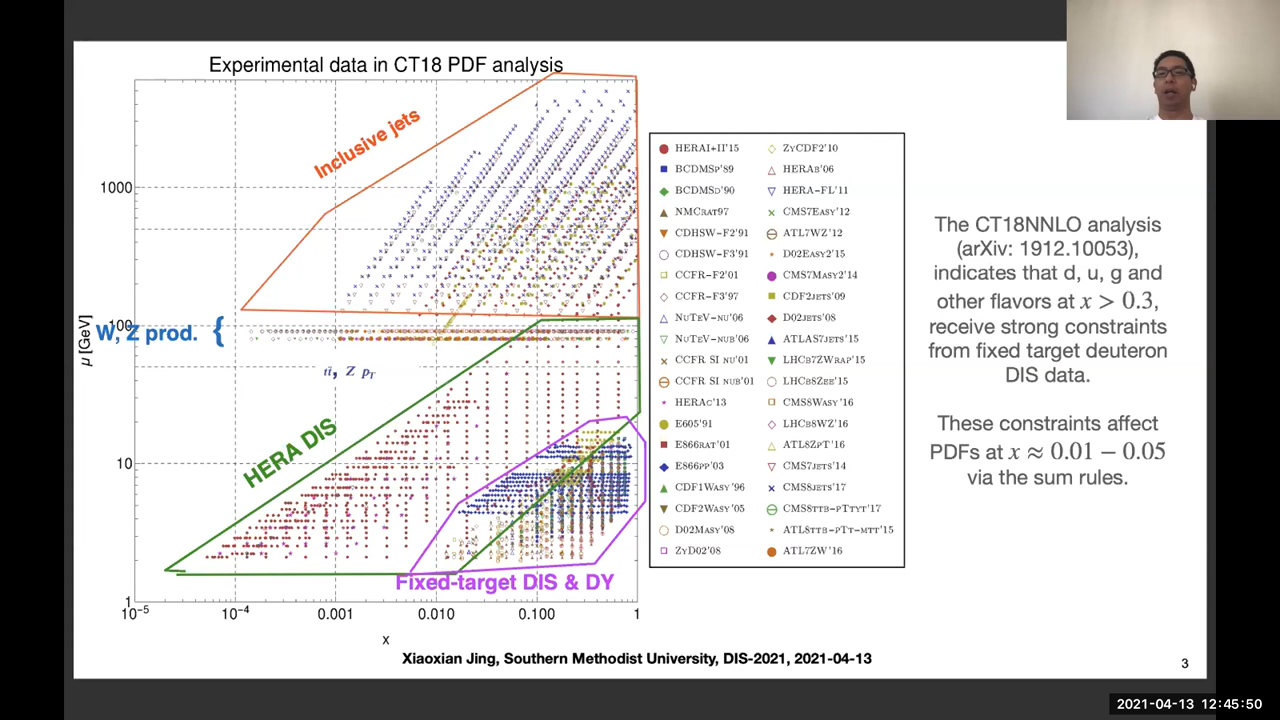 Experimental data in CT18 PDF analysis
Inclusive jets
W, Z prod. {
tt̄, Z pT
HERA DIS
Fixed-target DIS & DY
μ [GeV]
1000
100
10
1
10⁻⁵ 10⁻⁴ 0.001 0.010 0.100 1
x
HERAI+II'15
BCDMSp'89
BCDMSd'90
NMCrat97
CDHSW-F2'91
CDHSW-F3'91
CCFR-F2'01
CCFR-F3'97
NuTeV-nu'06
NuTeV-nub'06
CCFR SI nu'01
CCFR SI nub'01
HERAc'13
E605'91
E866rat'01
E866pp'03
CDF1Wasy'96
CDF2Wasy'05
D02Masy'08
ZyD02'08
ZyCDF2'10
HERAb'06
HERA-FL'11
CMS7Easy'12
ATL7WZ'12
D02Easy2'15
CMS7Masy2'14
CDF2jets'09
D02jets'08
ATLAS7jets'15
LHCb7ZWrap'15
LHCb8Zee'15
CMS8Wasy'16
LHCb8WZ'16
ATL8ZpT'16
CMS7jets'14
CMS8jets'17
CMS8ttb-pTtyt'17
ATL8ttb-pTt-mtt'15
ATL7ZW'16
The CT18NNLO analysis
(arXiv: 1912.10053),
indicates that d, u, g and
other flavors at x > 0.3,
receive strong constraints
from fixed target deuteron
DIS data.
These constraints affect
PDFs at x ≈ 0.01 − 0.05
via the sum rules.
Xiaoxian Jing, Southern Methodist University, DIS-2021, 2021-04-13
3
2021-04-13 12:45:50